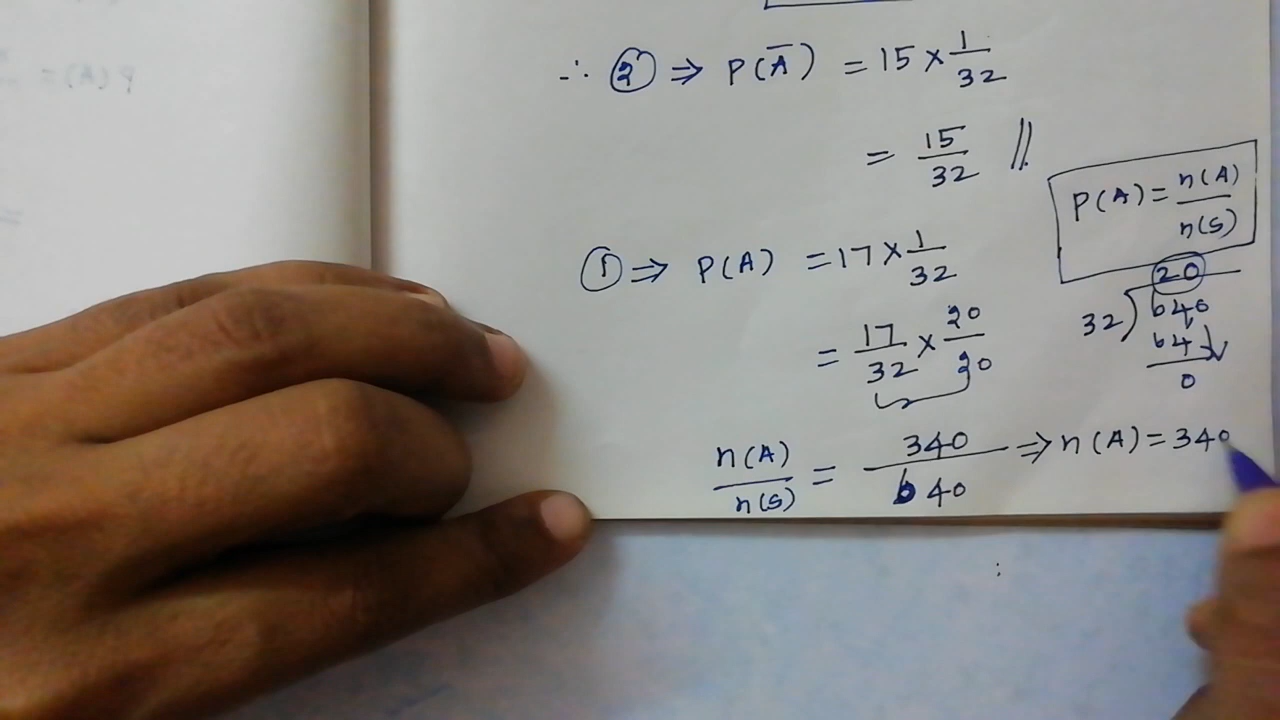 ∴ ② ⇒ P(Ā) = 15 × 1/32
= 15/32 //
P(A) = n(A)/n(S)
① ⇒ P(A) = 17 × 1/32
= 17/32 × 20/20
20
32) 640
64
0
n(A)/n(S) = 340/640 ⇒ n(A) = 340